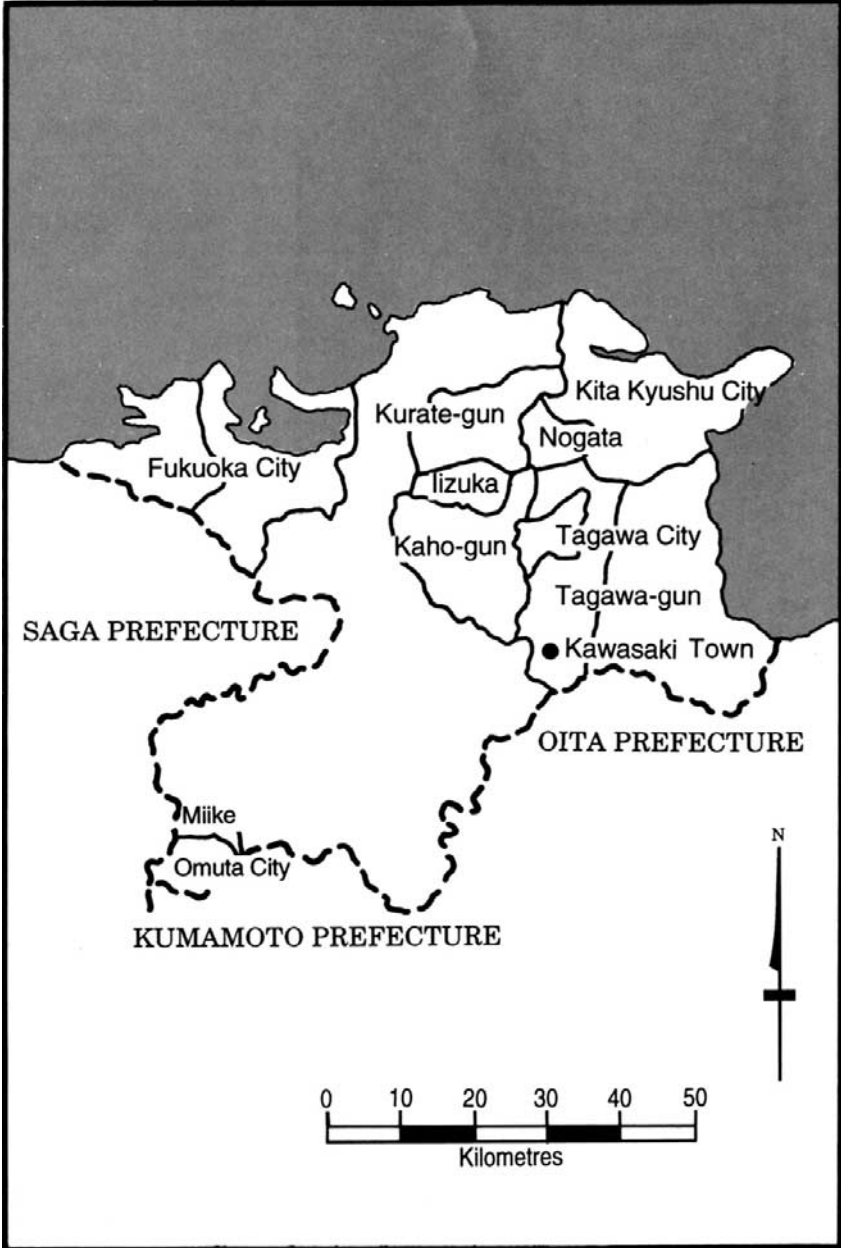 Kita Kyushu City
Kurate-gun
Nogata
Fukuoka City
Iizuka
Kaho-gun
Tagawa City
Tagawa-gun
SAGA PREFECTURE
Kawasaki Town
OITA PREFECTURE
Miike
Omuta City
KUMAMOTO PREFECTURE
N
0 10 20 30 40 50
Kilometres